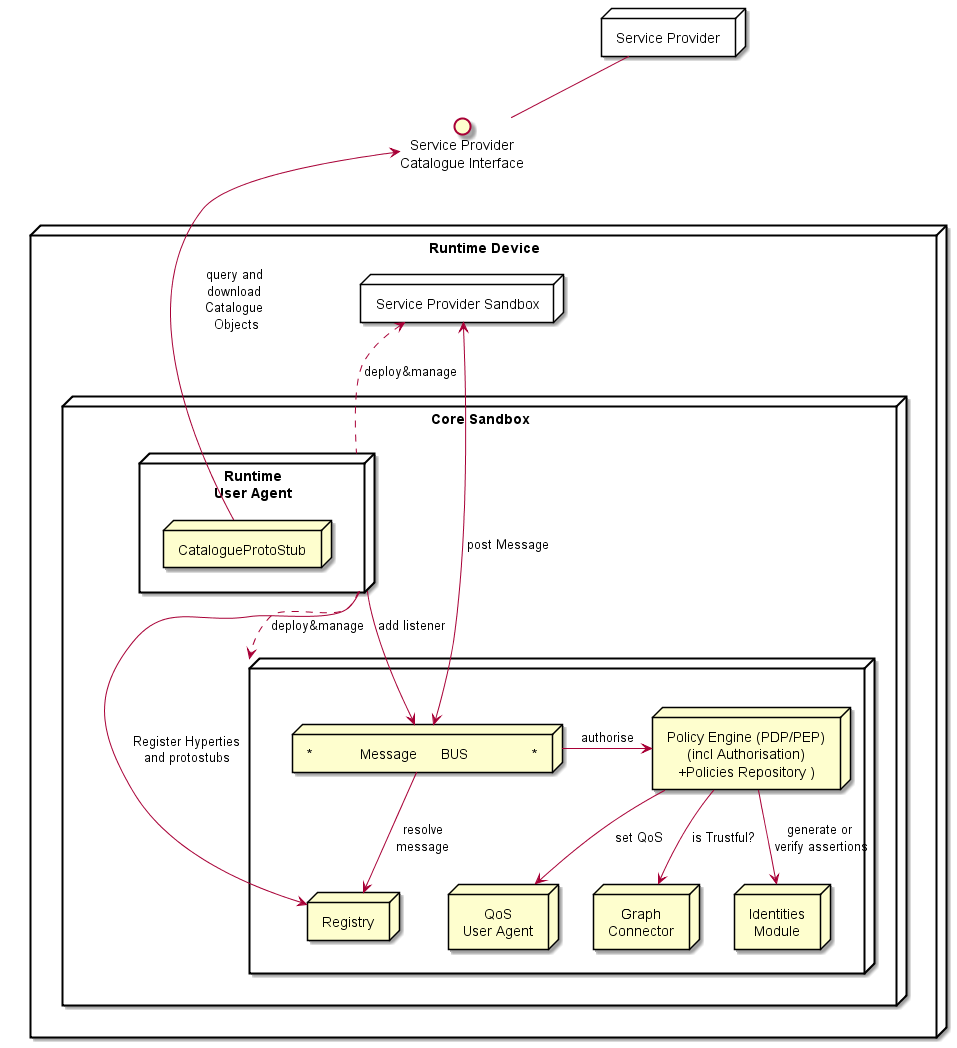 Service Provider
Service Provider
Catalogue Interface
Runtime Device
query and
download
Catalogue
Objects
Service Provider Sandbox
deploy&manage
Core Sandbox
Runtime
User Agent
CatalogueProtoStub
post Message
deploy&manage
add listener
Register Hyperties
and protostubs
* Message BUS *
authorise
Policy Engine (PDP/PEP)
(incl Authorisation)
+Policies Repository )
resolve
message
set QoS
is Trustful?
generate or
verify assertions
Registry
QoS
User Agent
Graph
Connector
Identities
Module